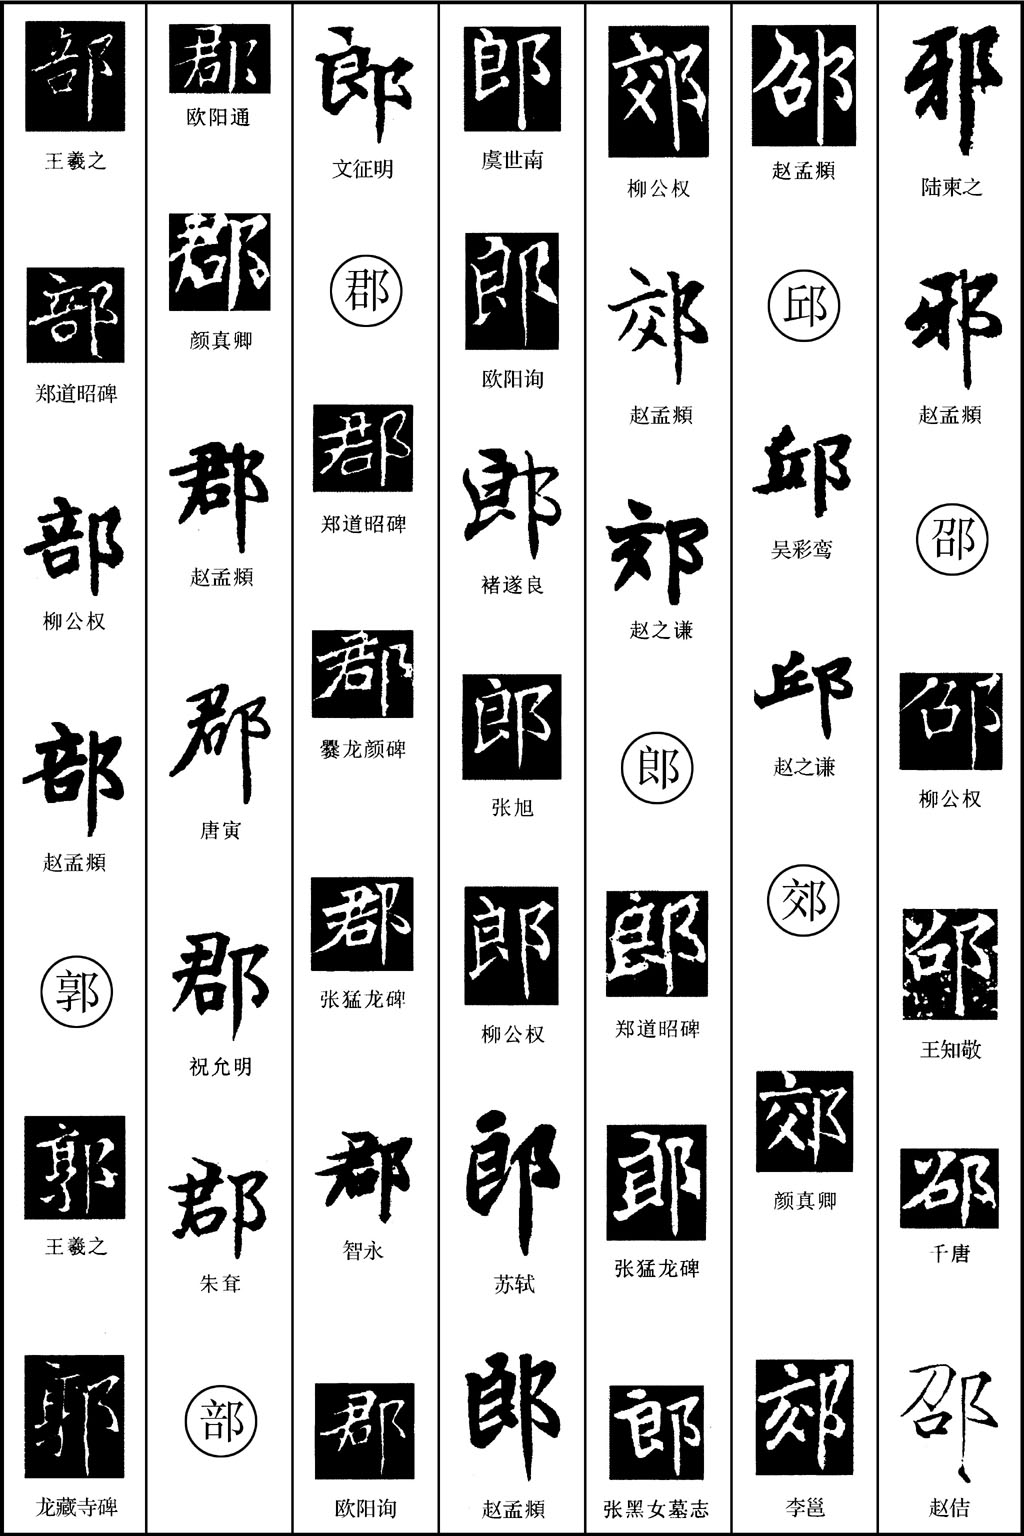 邪
陆柬之
邪
赵孟頫
邵
邵
柳公权
邵
王知敬
邵
千唐
邵
赵佶
邵
赵孟頫
邱
邱
吴彩鸾
邱
赵之谦
郊
郊
颜真卿
郊
李邕
郊
柳公权
郊
赵孟頫
郊
赵之谦
郎
郎
郑道昭碑
郎
张猛龙碑
郎
张黑女墓志
郎
虞世南
郎
欧阳询
郎
褚遂良
郎
张旭
郎
柳公权
郎
苏轼
郎
赵孟頫
郎
文征明
郡
郡
郑道昭碑
郡
爨龙颜碑
郡
张猛龙碑
郡
智永
郡
欧阳询
郡
欧阳通
郡
颜真卿
郡
赵孟頫
郡
唐寅
郡
祝允明
郡
朱耷
部
部
王羲之
部
郑道昭碑
部
柳公权
部
赵孟頫
郭
郭
王羲之
郭
龙藏寺碑